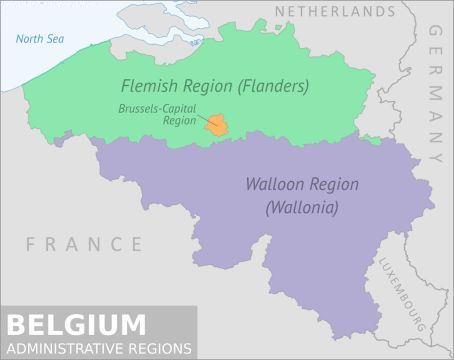 NETHERLANDS
North Sea
GERMANY
Flemish Region (Flanders)
Brussels-Capital
Region
Walloon Region
(Wallonia)
FRANCE
LUXEMBOURG
BELGIUM
ADMINISTRATIVE REGIONS